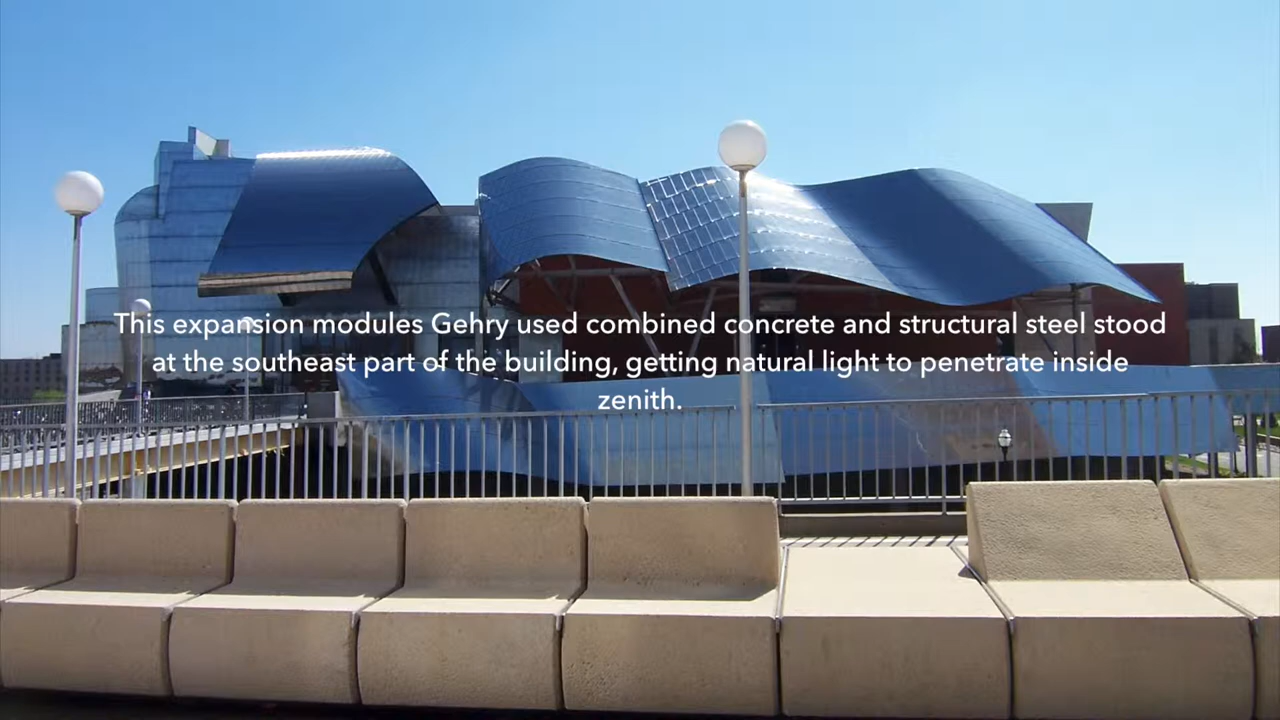 This expansion modules Gehry used combined concrete and structural steel stood
at the southeast part of the building, getting natural light to penetrate inside
zenith.